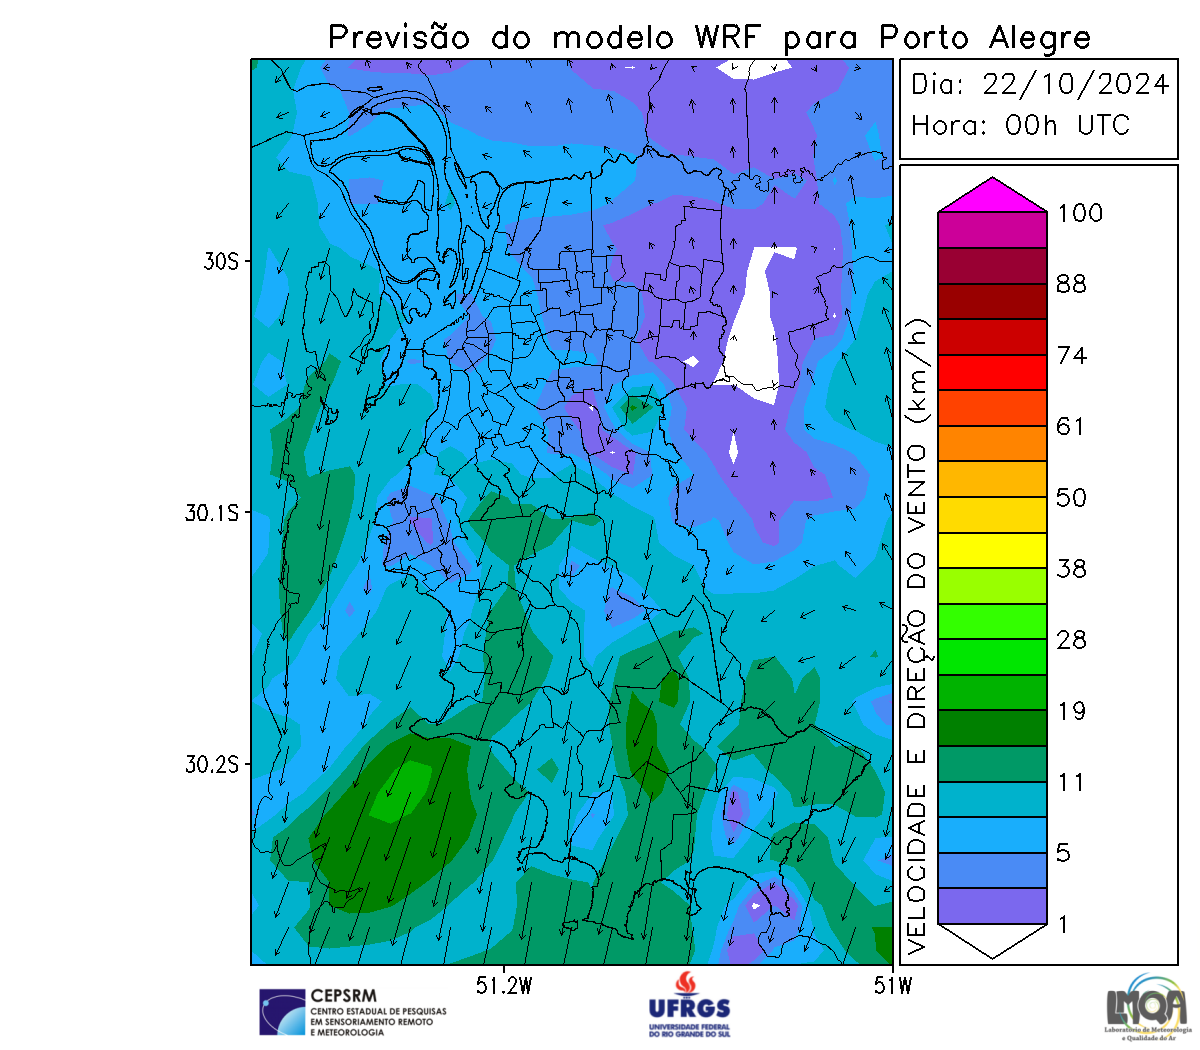 Previsão do modelo WRF para Porto Alegre
Dia: 22/10/2024
Hora: 00h UTC
30S
30.1S
30.2S
51.2W
51W
VELOCIDADE E DIREÇÃO DO VENTO (km/h)
100
88
74
61
50
38
28
19
11
5
1
CEPSRM
CENTRO ESTADUAL DE PESQUISAS
EM SENSORIAMENTO REMOTO
E METEOROLOGIA
UFRGS
UNIVERSIDADE FEDERAL
DO RIO GRANDE DO SUL
LMQA
Laboratório de Meteorologia
e Qualidade do Ar